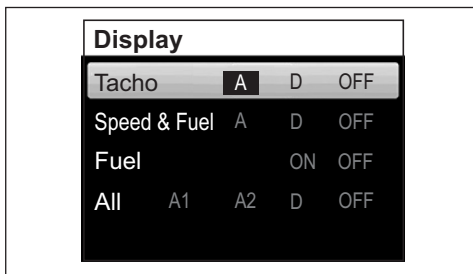 Display
Tacho A D OFF
Speed & Fuel A D OFF
Fuel ON OFF
All A1 A2 D OFF